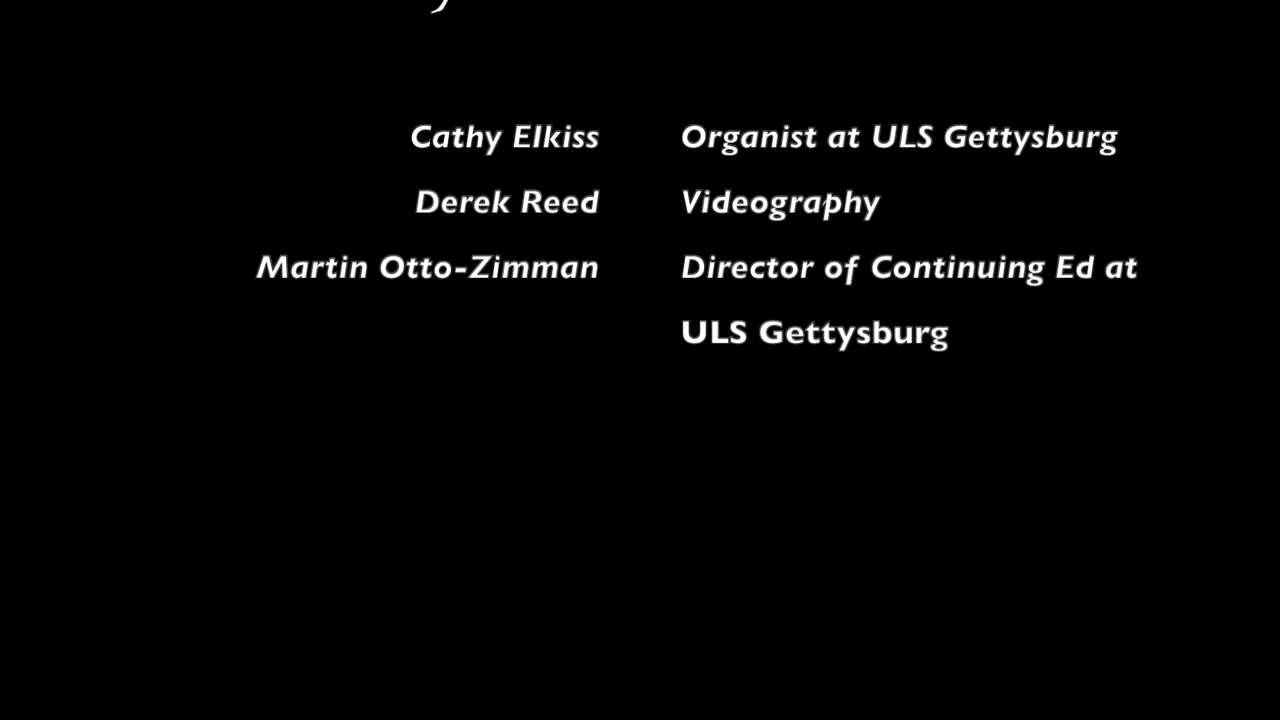 Cathy Elkiss Organist at ULS Gettysburg
Derek Reed Videography
Martin Otto-Zimman Director of Continuing Ed at
ULS Gettysburg